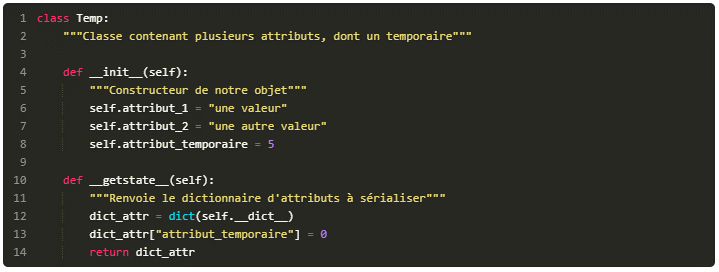 1 class Temp:
2     """Classe contenant plusieurs attributs, dont un temporaire"""
3
4     def __init__(self):
5         """Constructeur de notre objet"""
6         self.attribut_1 = "une valeur"
7         self.attribut_2 = "une autre valeur"
8         self.attribut_temporaire = 5
9
10     def __getstate__(self):
11         """Renvoie le dictionnaire d'attributs à sérialiser"""
12         dict_attr = dict(self.__dict__)
13         dict_attr["attribut_temporaire"] = 0
14         return dict_attr